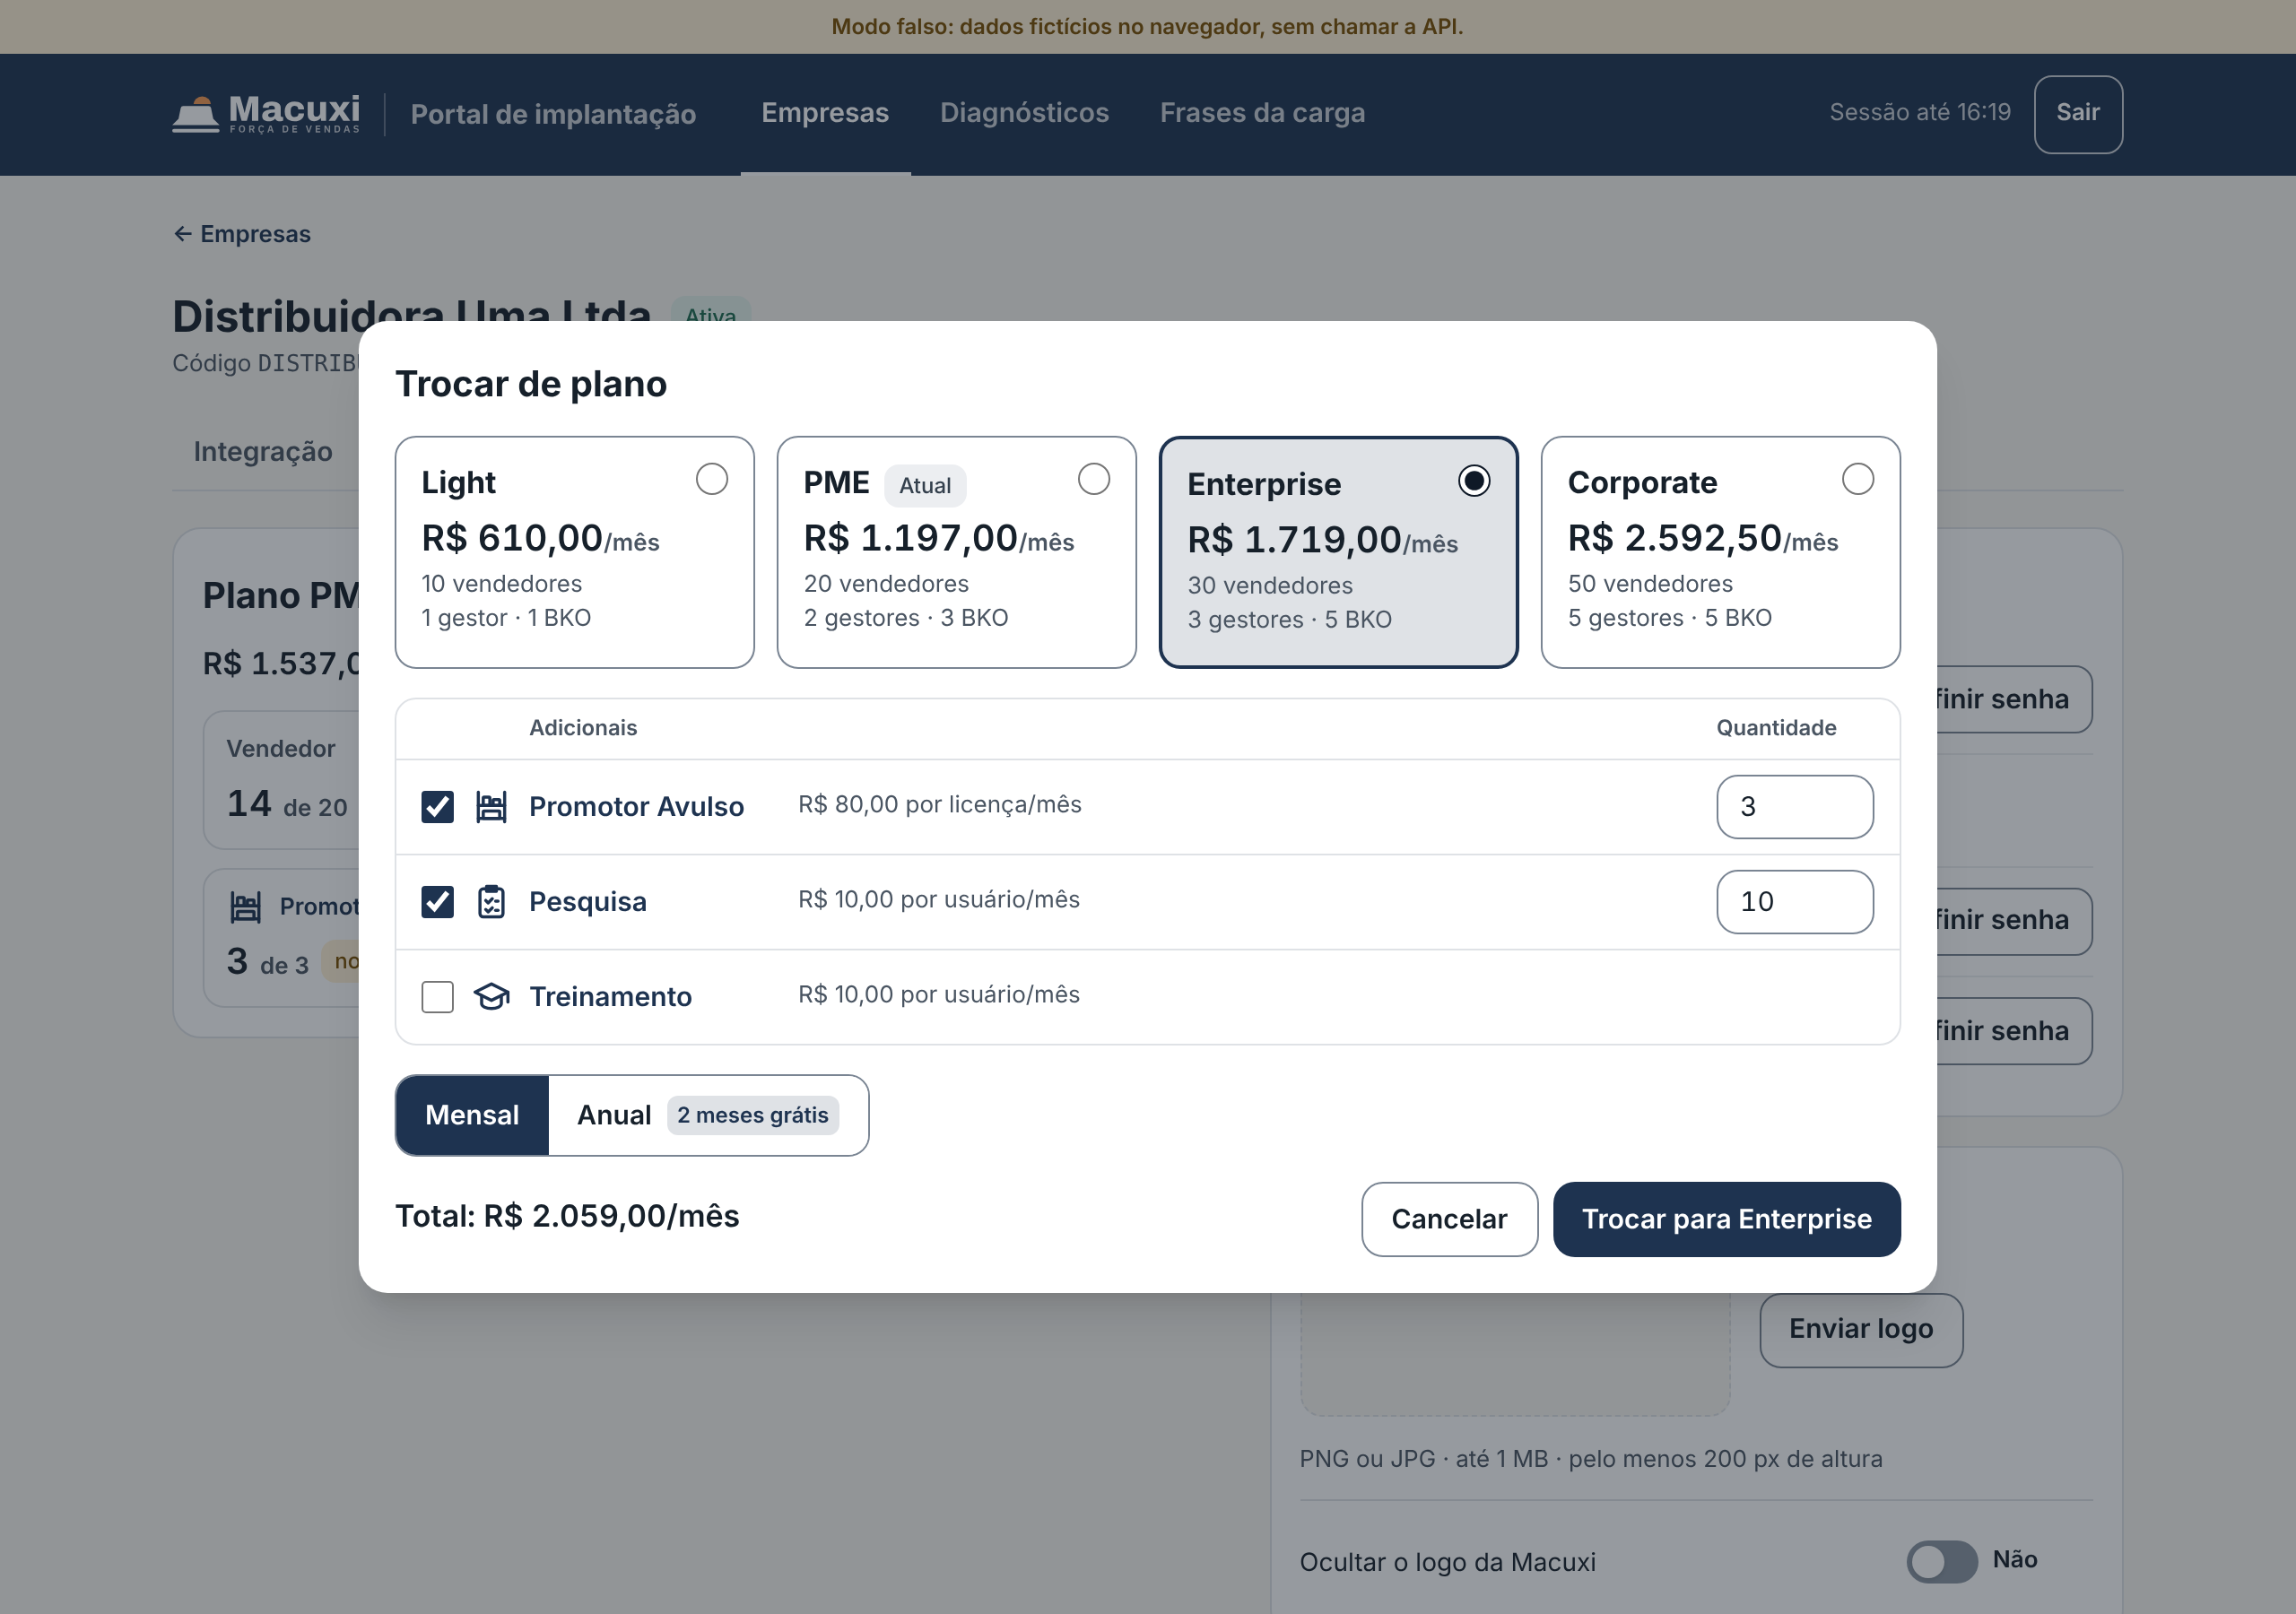 Modo falso: dados fictícios no navegador, sem chamar a API.
Macuxi
FORÇA DE VENDAS
Portal de implantação
Empresas
Diagnósticos
Frases da carga
Sessão até 16:19
Sair
← Empresas
Distribuidora Uma Ltda
Ativa
Código
Integração
Trocar de plano
Light
R$ 610,00/mês
10 vendedores
1 gestor · 1 BKO
PME Atual
R$ 1.197,00/mês
20 vendedores
2 gestores · 3 BKO
Enterprise
R$ 1.719,00/mês
30 vendedores
3 gestores · 5 BKO
Corporate
R$ 2.592,50/mês
50 vendedores
5 gestores · 5 BKO
Adicionais Quantidade
Promotor Avulso R$ 80,00 por licença/mês 3
Pesquisa R$ 10,00 por usuário/mês 10
Treinamento R$ 10,00 por usuário/mês
Mensal
Anual 2 meses grátis
Total: R$ 2.059,00/mês
Cancelar
Trocar para Enterprise
Plano
Vendedor
14 de 20
3 de 3
senha
senha
senha
Enviar logo
PNG ou JPG · até 1 MB · pelo menos 200 px de altura
Ocultar o logo da Macuxi
Não